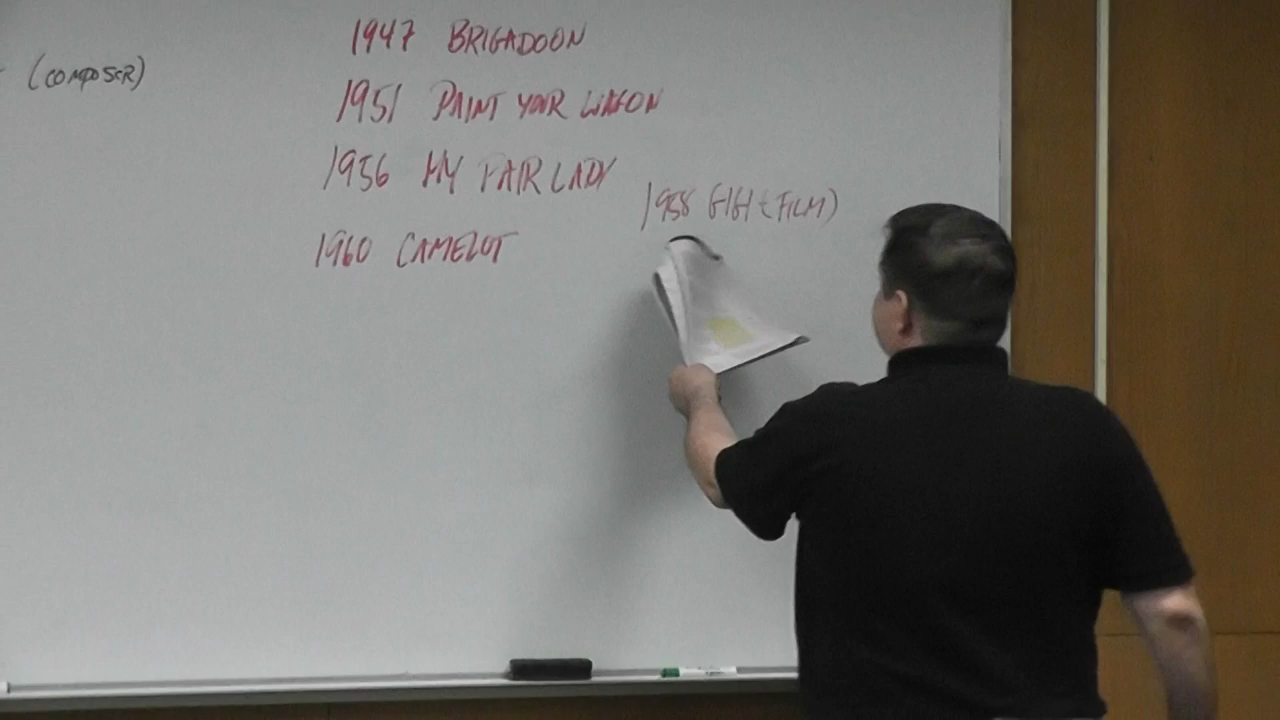 (COMPOSER)
1947 BRIGADOON
1951 PAINT YOUR WAGON
1956 MY FAIR LADY
1958 GIGI (FILM)
1960 CAMELOT